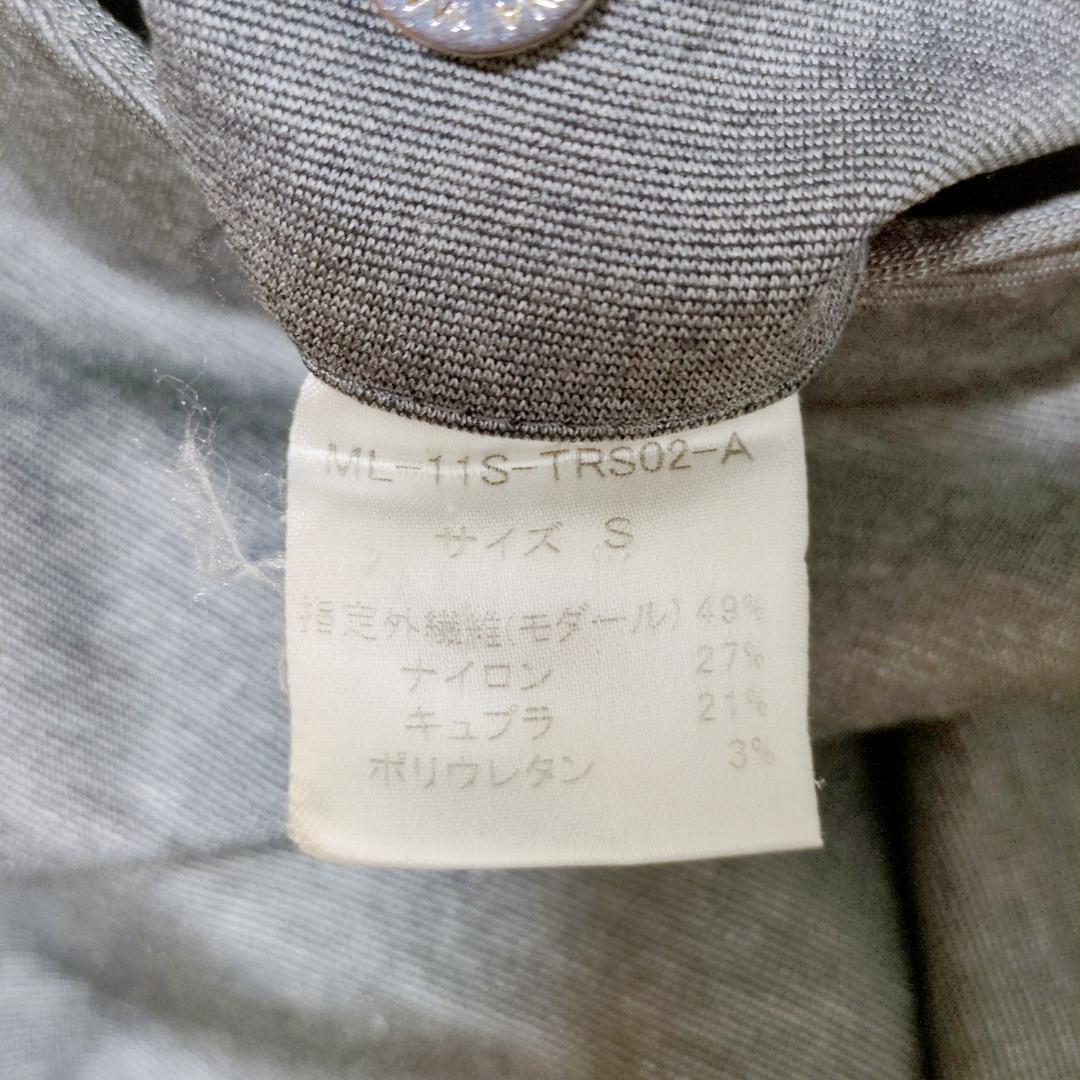 ML-11S-TRS02-A
サイズ S
指定外繊維(モダール) 49%
ナイロン 27%
キュプラ 21%
ポリウレタン 3%